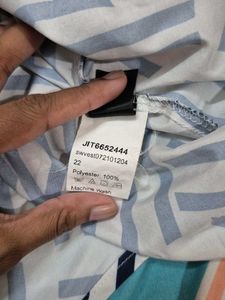 JIT6652444
swvest072101204
22
Polyester 100%
Machine Wash